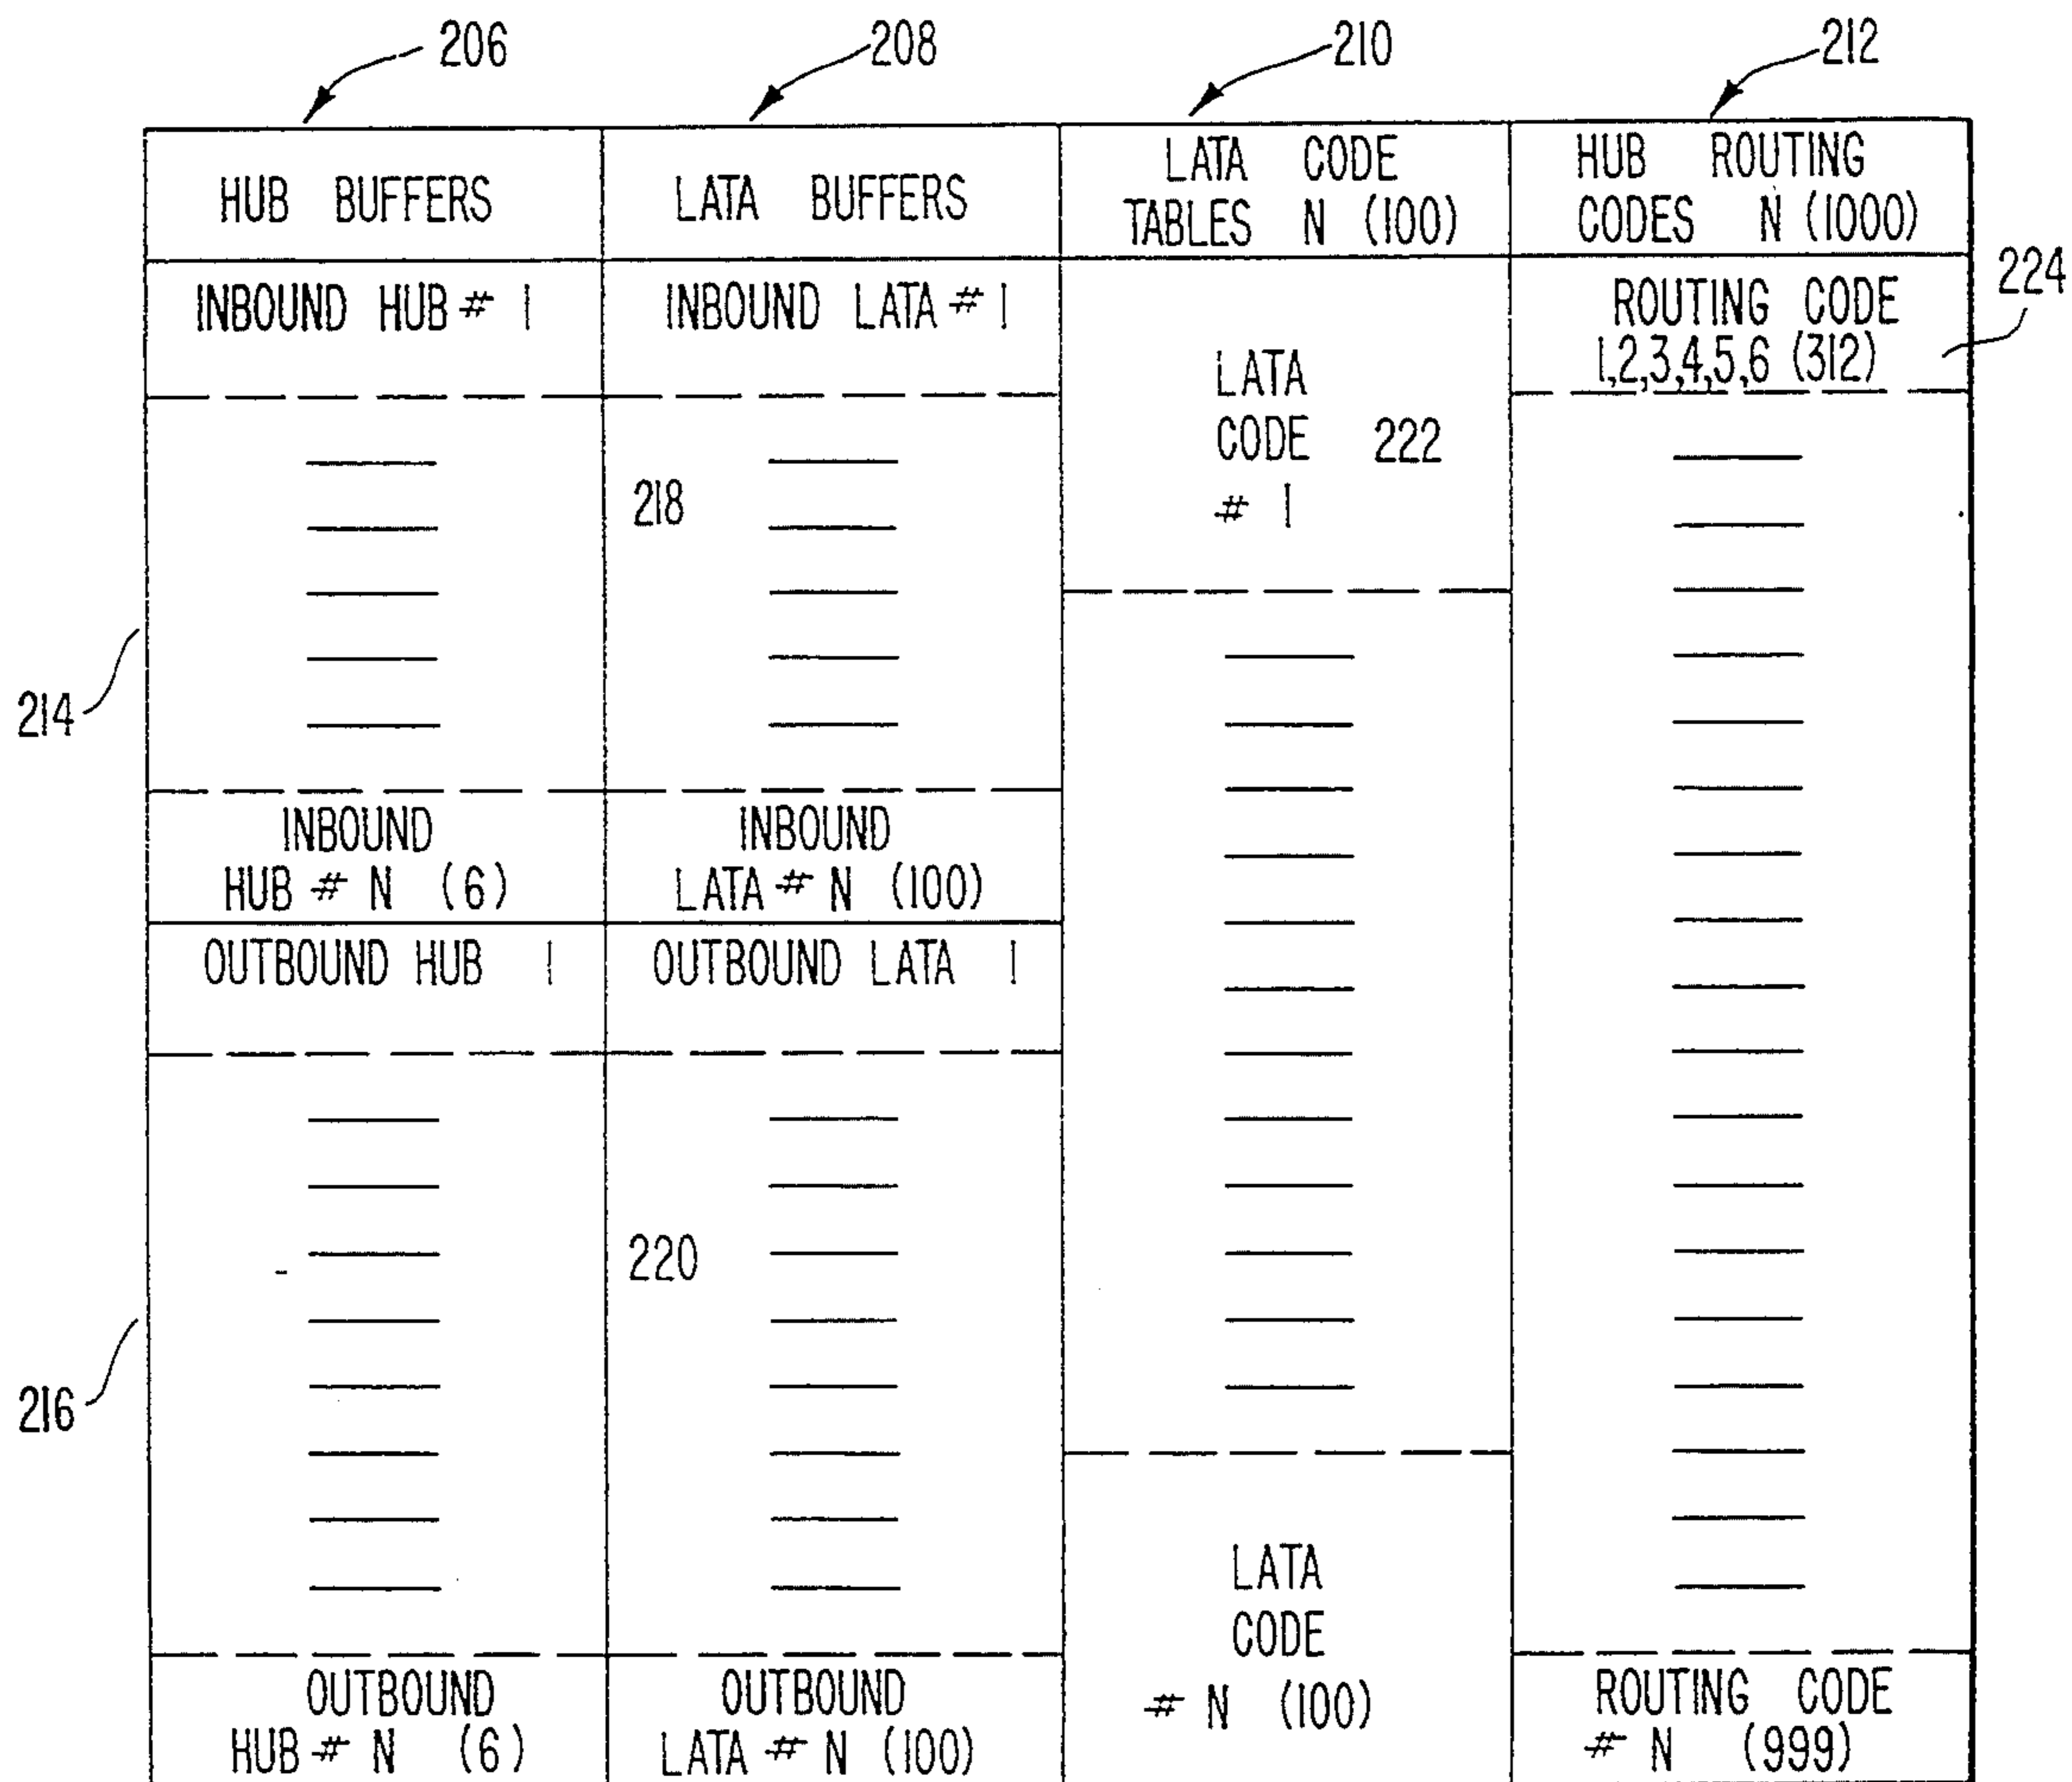 206
208
210
212
HUB BUFFERS
LATA BUFFERS
LATA CODE
TABLES N (100)
HUB ROUTING
CODES N (1000)
224
INBOUND HUB # 1
INBOUND LATA # 1
LATA
CODE 222
# 1
ROUTING CODE
1,2,3,4,5,6 (312)
218
214
INBOUND
HUB # N (6)
INBOUND
LATA # N (100)
OUTBOUND HUB 1
OUTBOUND LATA 1
220
216
OUTBOUND
HUB # N (6)
OUTBOUND
LATA # N (100)
LATA
CODE
# N (100)
ROUTING CODE
# N (999)